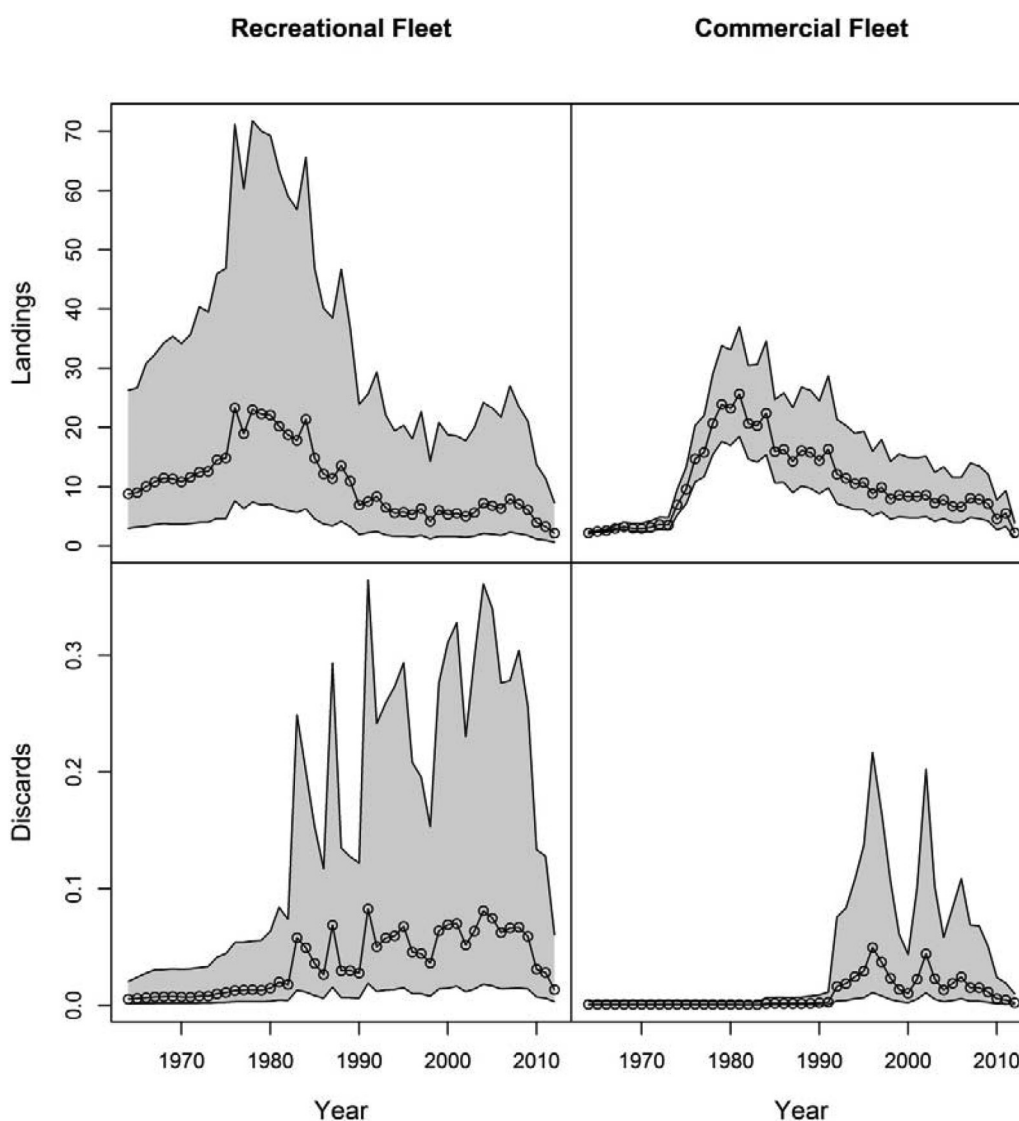 Recreational Fleet Commercial Fleet
Landings
70
60
50
40
30
20
10
0
Discards
0.3
0.2
0.1
0.0
1970 1980 1990 2000 2010 1970 1980 1990 2000 2010
Year Year